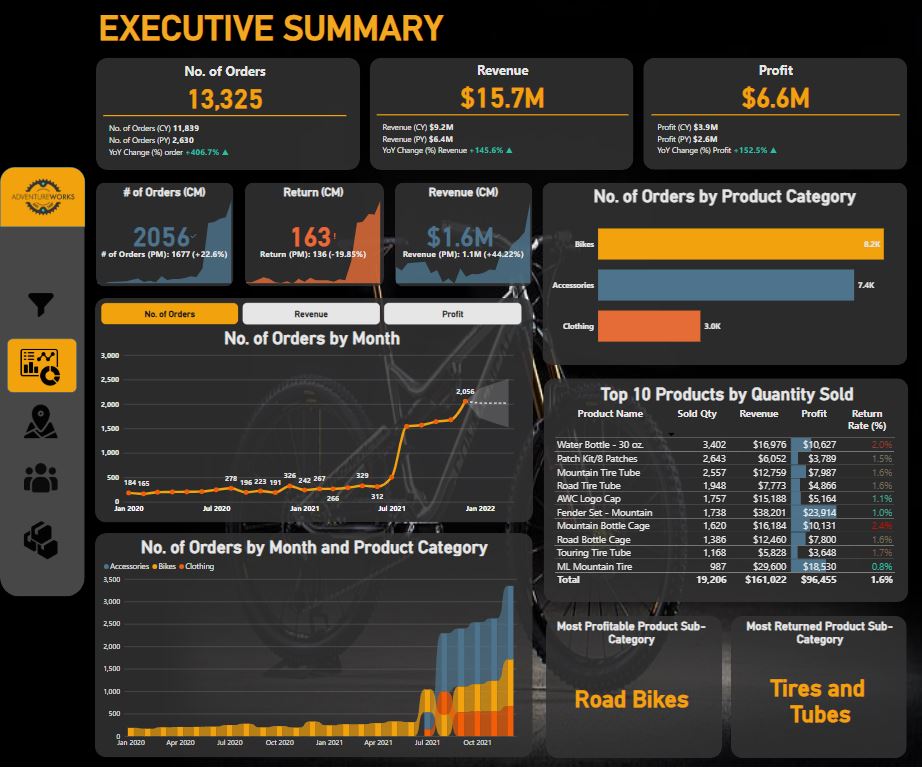 EXECUTIVE SUMMARY
No. of Orders
13,325
No. of Orders (CY) 11,839
No. of Orders (PY) 2,630
YoY Change (%) order +406.7% ▲
Revenue
$15.7M
Revenue (CY) $9.2M
Revenue (PY) $6.4M
YoY Change (%) Revenue +145.6% ▲
Profit
$6.6M
Profit (CY) $3.9M
Profit (PY) $2.6M
YoY Change (%) Profit +152.5% ▲
ADVENTUREWORKS
# of Orders (CM)
2056
# of Orders (PM): 1677 (+22.6%)
Return (CM)
163!
Return (PM): 136 (-19.85%)
Revenue (CM)
$1.6M
Revenue (PM): 1.1M (+44.22%)
No. of Orders by Product Category
Bikes 8.2K
Accessories 7.4K
Clothing 3.0K
No. of Orders Revenue Profit
No. of Orders by Month
3,000
2,500
2,000
1,500
1,000
500
0
2,056
184 165 278 196 223 191 326 242 267 266 329 312
Jan 2020 Jul 2020 Jan 2021 Jul 2021 Jan 2022
Top 10 Products by Quantity Sold
Product Name Sold Qty Revenue Profit Return Rate (%)
Water Bottle - 30 oz. 3,402 $16,976 $10,627 2.0%
Patch Kit/8 Patches 2,643 $6,052 $3,789 1.5%
Mountain Tire Tube 2,557 $12,759 $7,987 1.6%
Road Tire Tube 1,948 $7,773 $4,866 1.6%
AWC Logo Cap 1,757 $15,188 $5,164 1.1%
Fender Set - Mountain 1,738 $38,201 $23,914 1.0%
Mountain Bottle Cage 1,620 $16,184 $10,131 2.4%
Road Bottle Cage 1,386 $12,460 $7,800 1.6%
Touring Tire Tube 1,168 $5,828 $3,648 1.7%
ML Mountain Tire 987 $29,600 $18,530 0.8%
Total 19,206 $161,022 $96,455 1.6%
No. of Orders by Month and Product Category
Accessories Bikes Clothing
3,500
3,000
2,500
2,000
1,500
1,000
500
0
Jan 2020 Apr 2020 Jul 2020 Oct 2020 Jan 2021 Apr 2021 Jul 2021 Oct 2021
Most Profitable Product Sub-
Category
Road Bikes
Most Returned Product Sub-
Category
Tires and
Tubes